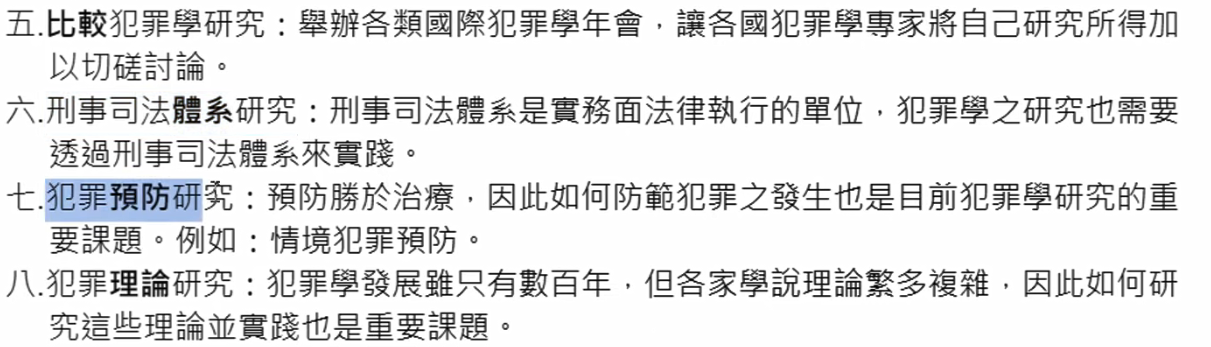 五.比較犯罪學研究：舉辦各類國際犯罪學年會，讓各國犯罪學專家將自己研究所得加
以切磋討論。
六.刑事司法體系研究：刑事司法體系是實務面法律執行的單位，犯罪學之研究也需要
透過刑事司法體系來實踐。
七.犯罪預防研究：預防勝於治療，因此如何防範犯罪之發生也是目前犯罪學研究的重
要課題。例如：情境犯罪預防。
八.犯罪理論研究：犯罪學發展雖只有數百年，但各家學說理論繁多複雜，因此如何研
究這些理論並實踐也是重要課題。